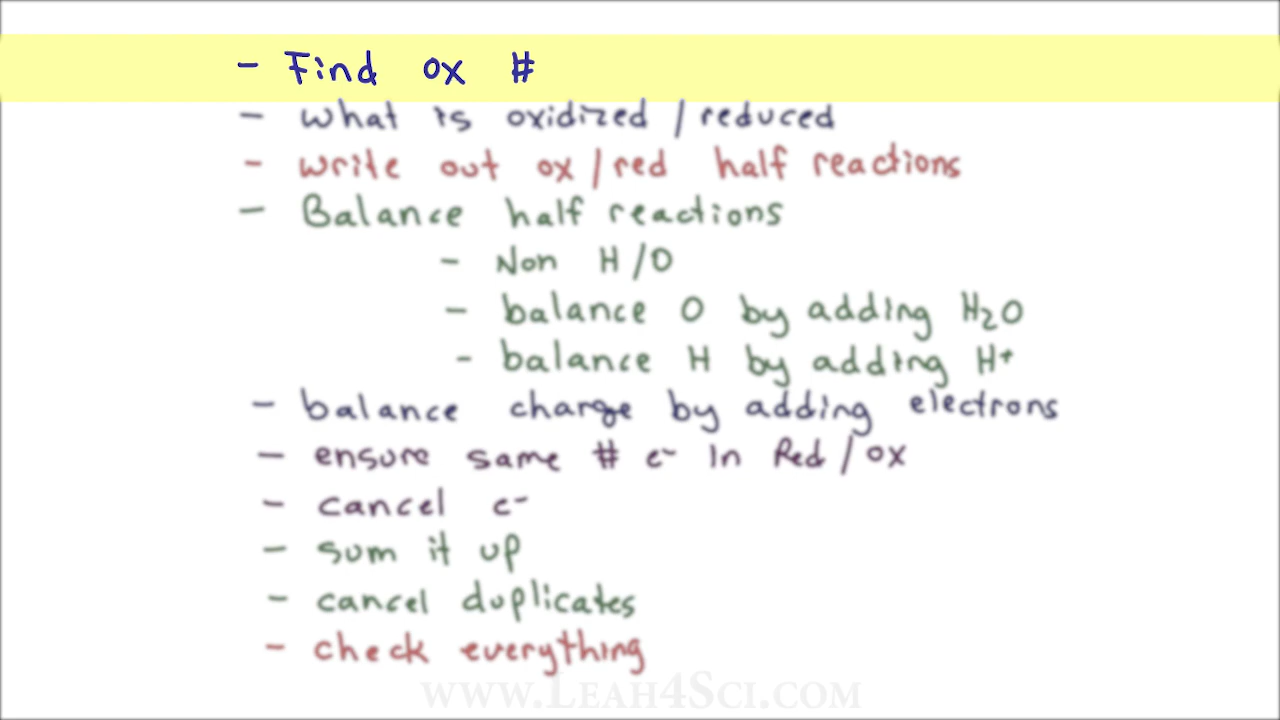 - Find ox #
- what is oxidized / reduced
- write out ox / red half reactions
- Balance half reactions
- Non H / O
- balance O by adding H₂O
- balance H by adding H⁺
- balance charge by adding electrons
- ensure same # e⁻ in Red / ox
- cancel e⁻
- sum it up
- cancel duplicates
- check everything
www.Leah4Sci.com